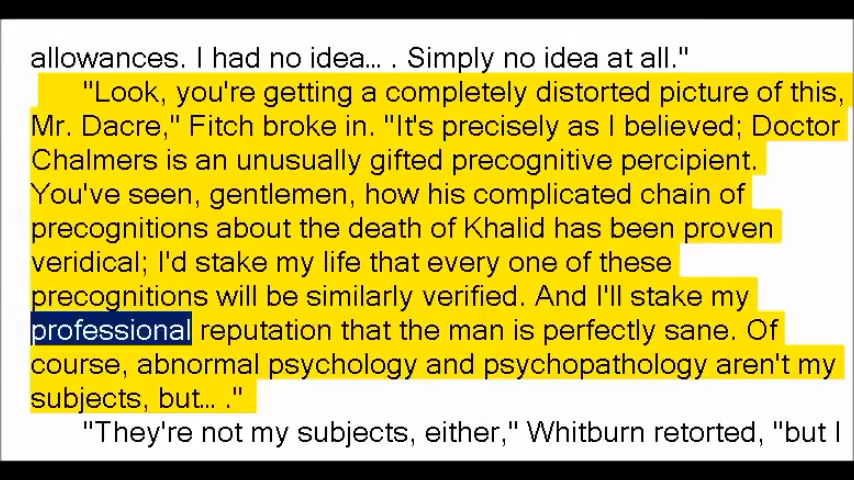 allowances. I had no idea... . Simply no idea at all."
"Look, you're getting a completely distorted picture of this,
Mr. Dacre," Fitch broke in. "It's precisely as I believed; Doctor
Chalmers is an unusually gifted precognitive percipient.
You've seen, gentlemen, how his complicated chain of
precognitions about the death of Khalid has been proven
veridical; I'd stake my life that every one of these
precognitions will be similarly verified. And I'll stake my
professional reputation that the man is perfectly sane. Of
course, abnormal psychology and psychopathology aren't my
subjects, but... ."
"They're not my subjects, either," Whitburn retorted, "but I